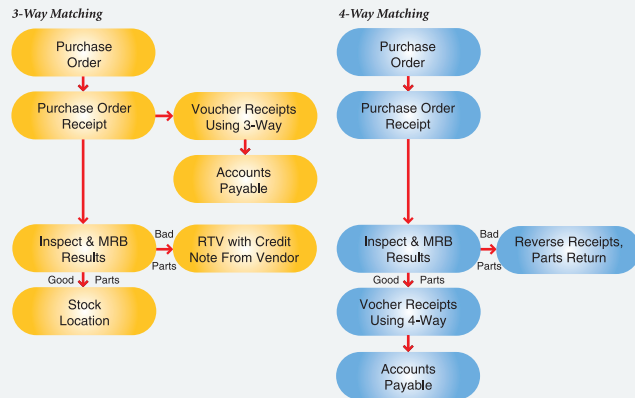 3-Way Matching
Purchase
Order
Purchase Order
Receipt
Voucher Receipts
Using 3-Way
Accounts
Payable
Inspect & MRB
Results
Bad
Parts
RTV with Credit
Note From Vendor
Good Parts
Stock
Location
4-Way Matching
Purchase
Order
Purchase Order
Receipt
Inspect & MRB
Results
Bad
Parts
Reverse Receipts,
Parts Return
Good Parts
Vocher Receipts
Using 4-Way
Accounts
Payable